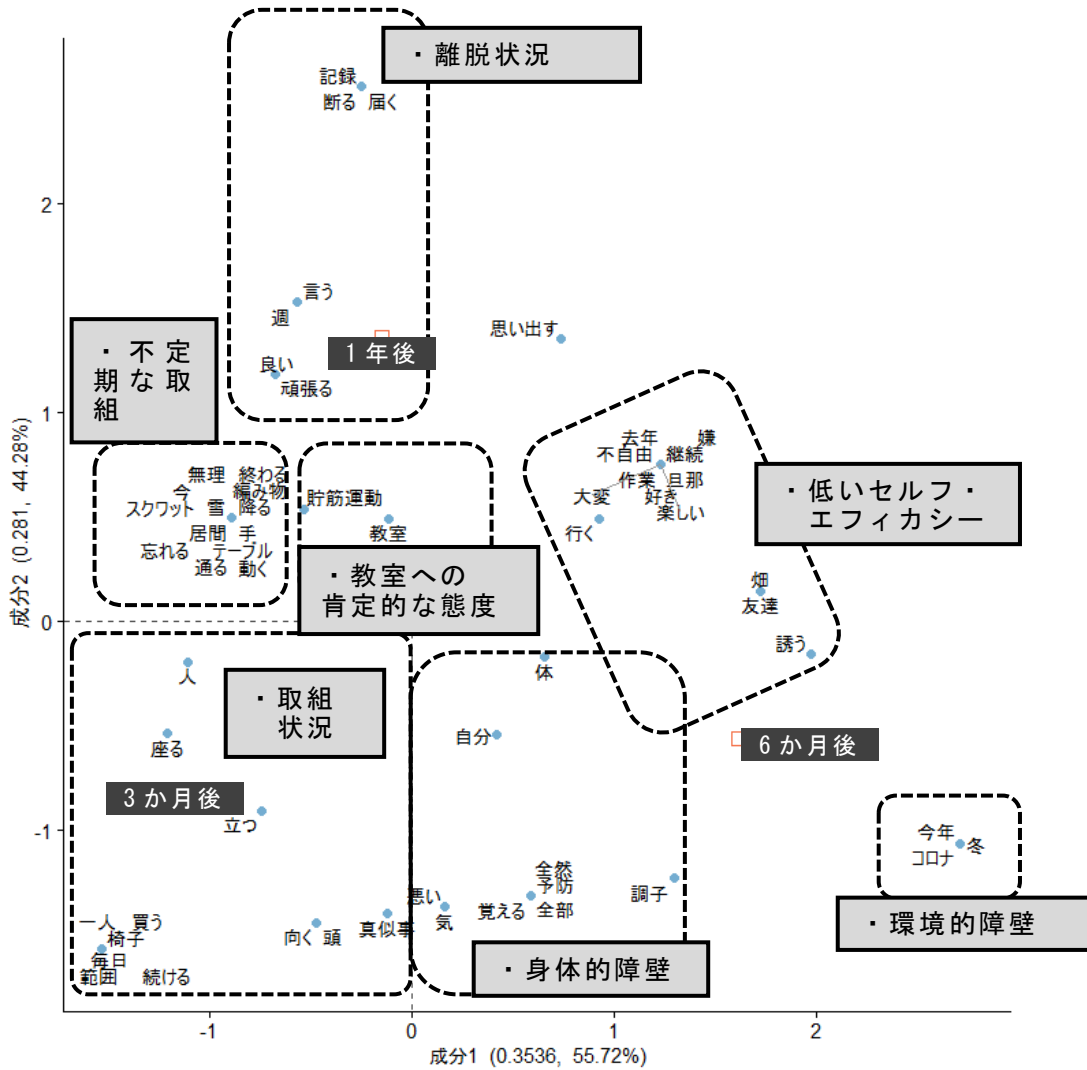 ・離脱状況
記録
断る 届く
2
言う
週
1年後
思い出す
・不定
期な取
組
良い
頑張る
1
去年 嫌
不自由 継続
作業 旦那
大変 好き
楽しい
行く
無理 終わる
今 編み物
スクワット 雪 降る
居間 手
忘れる テーブル
通る 動く
貯筋運動
教室
・低いセルフ・
エフィカシー
・教室への
肯定的な態度
畑
友達
誘う
成分2 (0.281, 44.28%)
0
人
体
・取組
状況
座る
自分
6か月後
3か月後
立つ
-1
今年
冬
コロナ
全然
予防
覚える 全部
調子
悪い
気
一人 買う
椅子
毎日
範囲 続ける
向く 頭
真似事
・環境的障壁
・身体的障壁
-1
0
1
2
成分1 (0.3536, 55.72%)